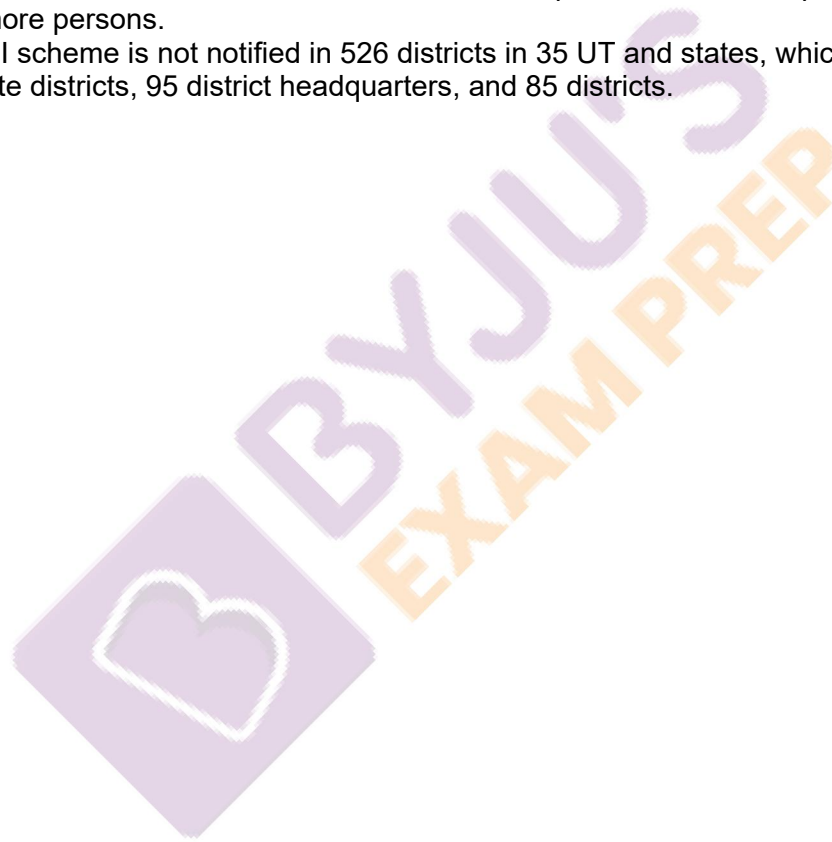 ore persons.
I scheme is not notified in 526 districts in 35 UT and states, whic
te districts, 95 district headquarters, and 85 districts.
BYJU'S
EXAM PREP